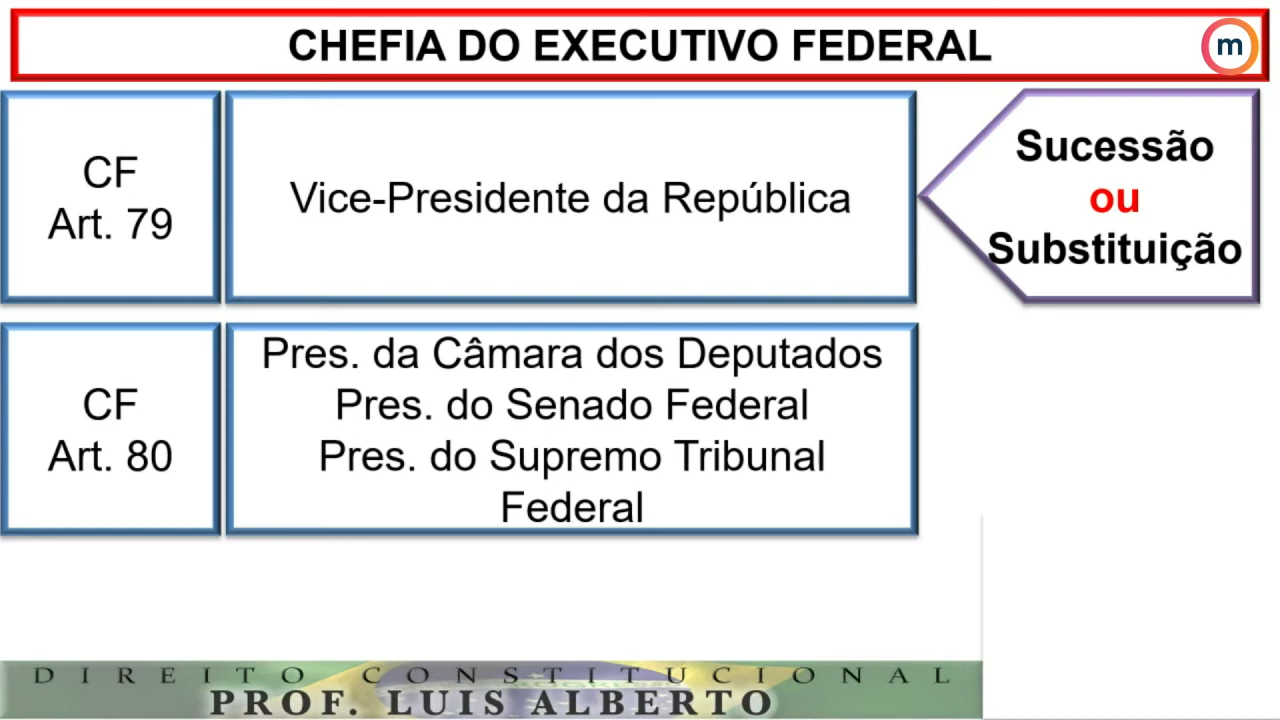 CHEFIA DO EXECUTIVO FEDERAL
m
CF
Art. 79
Vice-Presidente da República
Sucessão
ou
Substituição
CF
Art. 80
Pres. da Câmara dos Deputados
Pres. do Senado Federal
Pres. do Supremo Tribunal
Federal
DIREITO CONSTITUCIONAL
PROF. LUIS ALBERTO